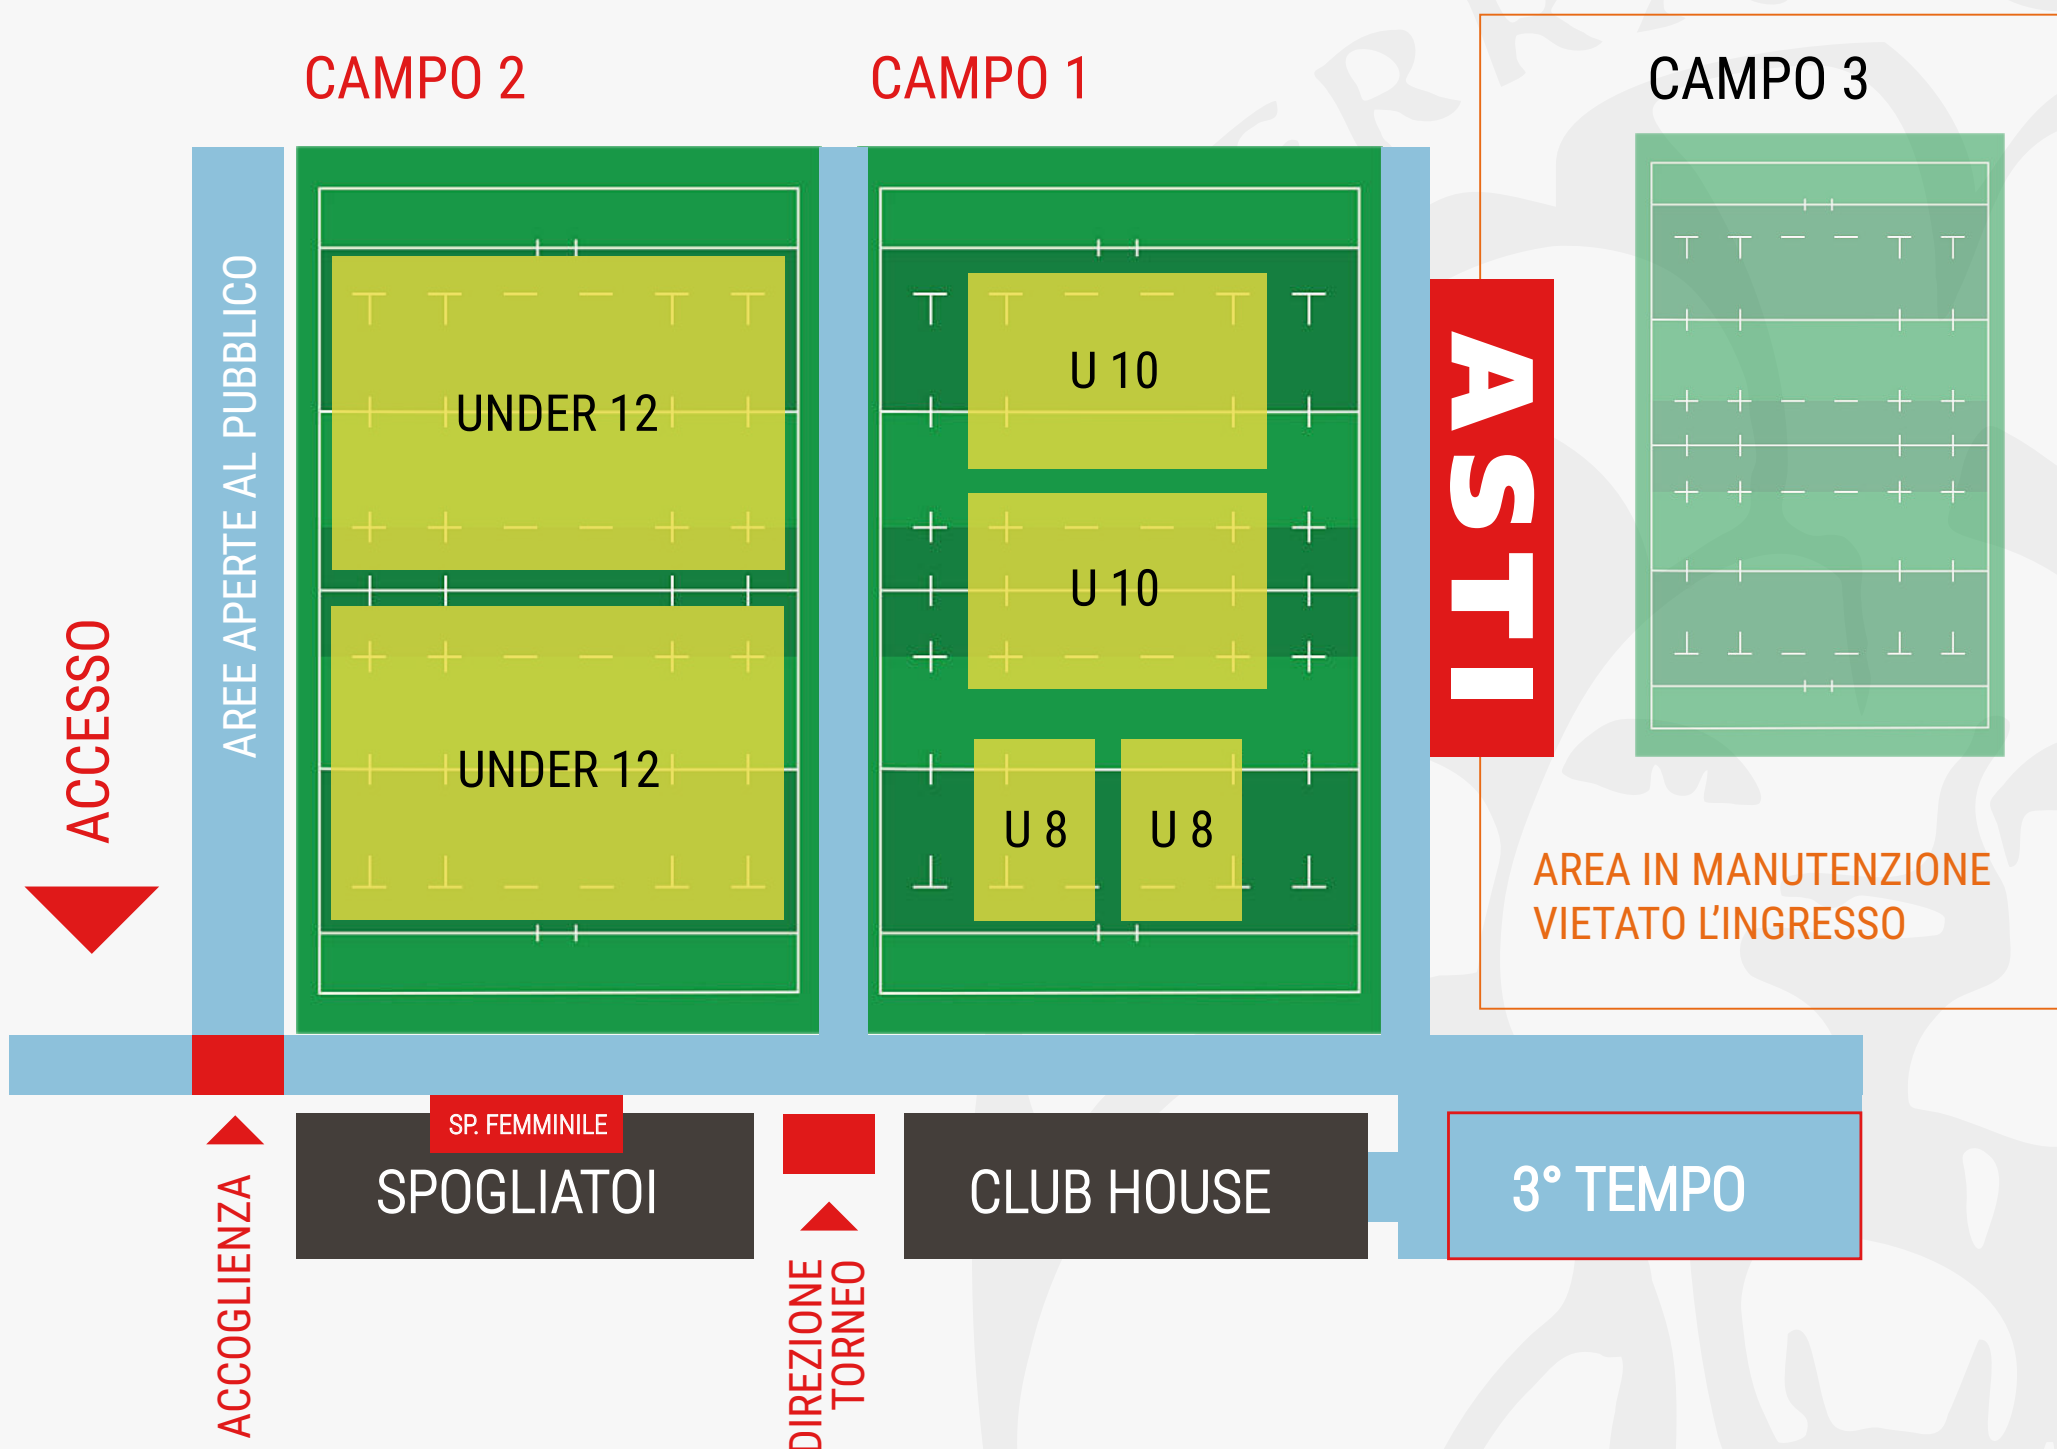 CAMPO 2
CAMPO 1
CAMPO 3
AREE APERTE AL PUBBLICO
ACCESSO
UNDER 12
UNDER 12
U 10
U 10
U 8
U 8
ASTI
AREA IN MANUTENZIONE
VIETATO L’INGRESSO
SP. FEMMINILE
SPOGLIATOI
CLUB HOUSE
3° TEMPO
ACCOGLIENZA
DIREZIONE
TORNEO